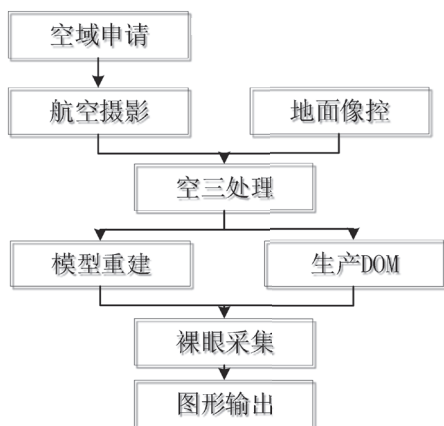 空域申请
航空摄影
地面像控
空三处理
模型重建
生产DOM
裸眼采集
图形输出